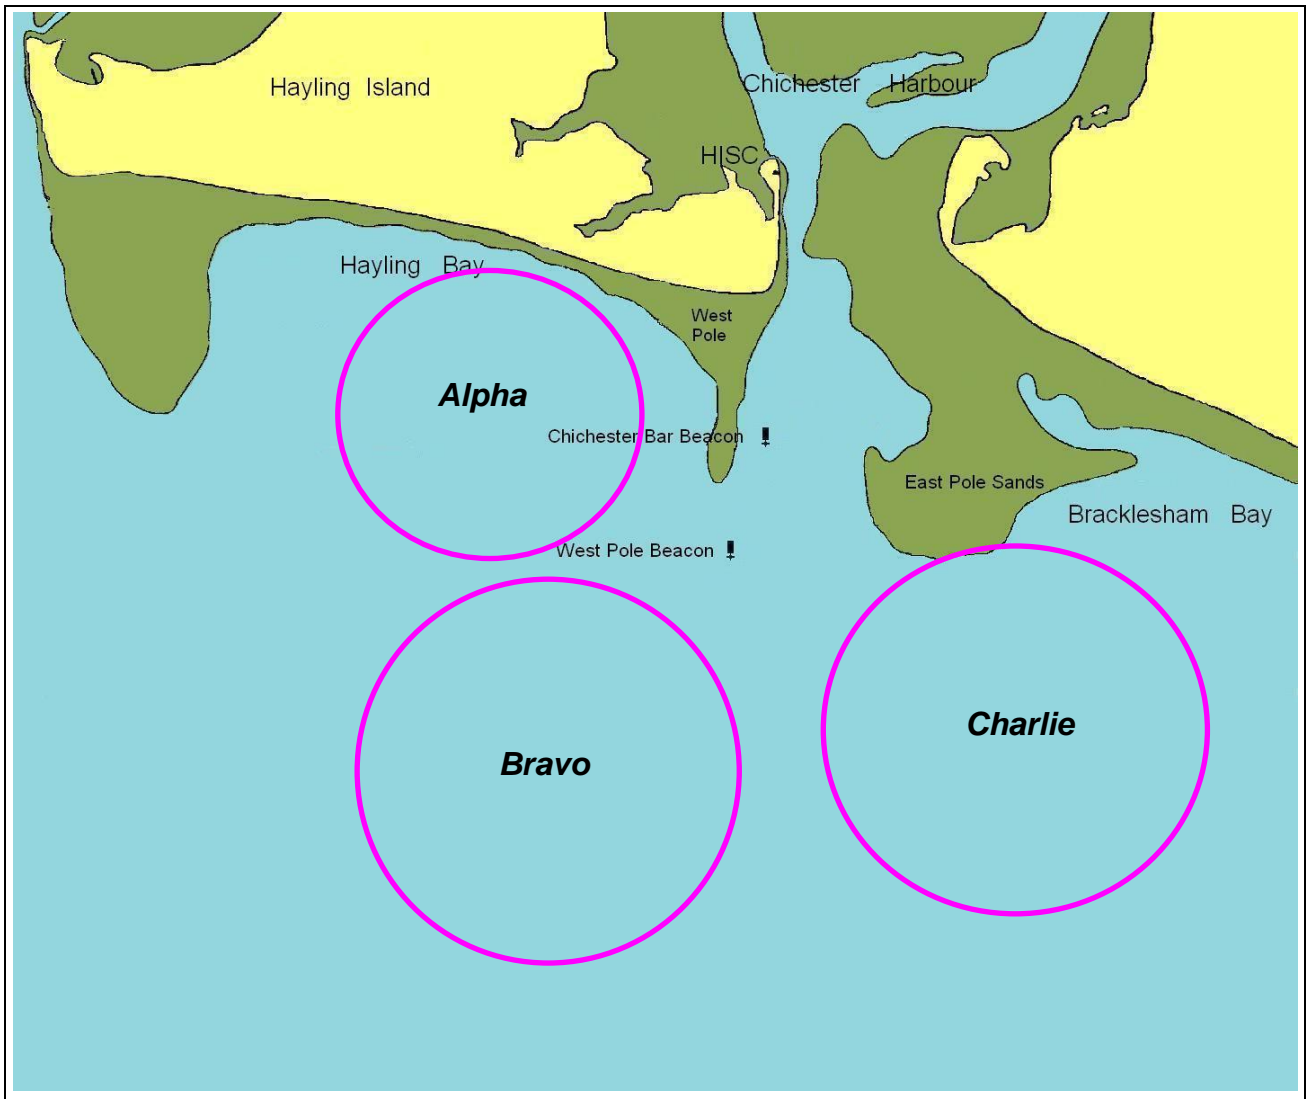 Hayling Island
Chichester Harbour
HISC
Hayling Bay
West
Pole
Alpha
Chichester Bar Beacon
East Pole Sands
Bracklesham Bay
West Pole Beacon
Charlie
Bravo